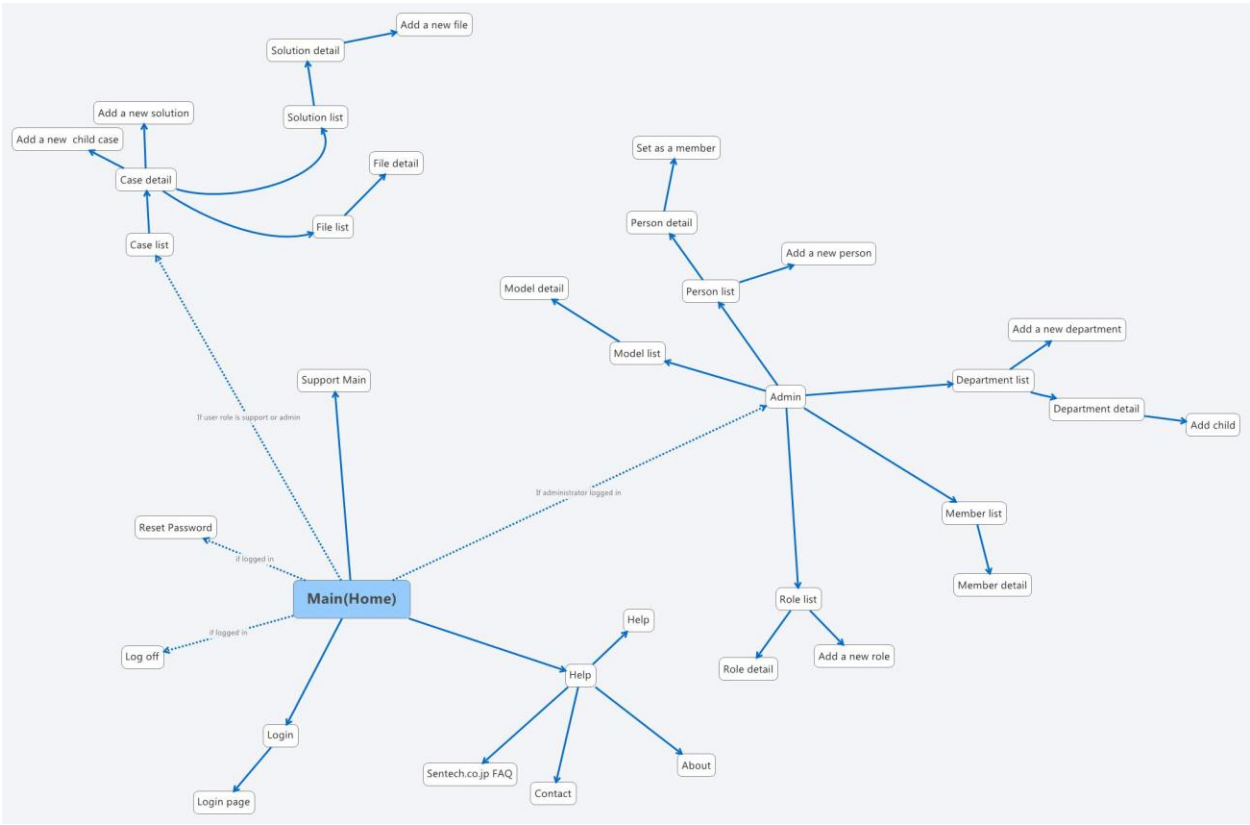 Add a new file
Solution detail
Add a new solution
Solution list
Add a new child case
File detail
Set as a member
Case detail
Person detail
File list
Case list
Add a new person
Model detail
Person list
Add a new department
Model list
Support Main
Department list
Admin
Department detail
If user role is support or admin
Add child
If administrator logged in
Member list
Reset Password
if logged in
Member detail
Main(Home)
Role list
Help
if logged in
Log off
Add a new role
Role detail
Help
Login
About
Sentech.co.jp FAQ
Contact
Login page